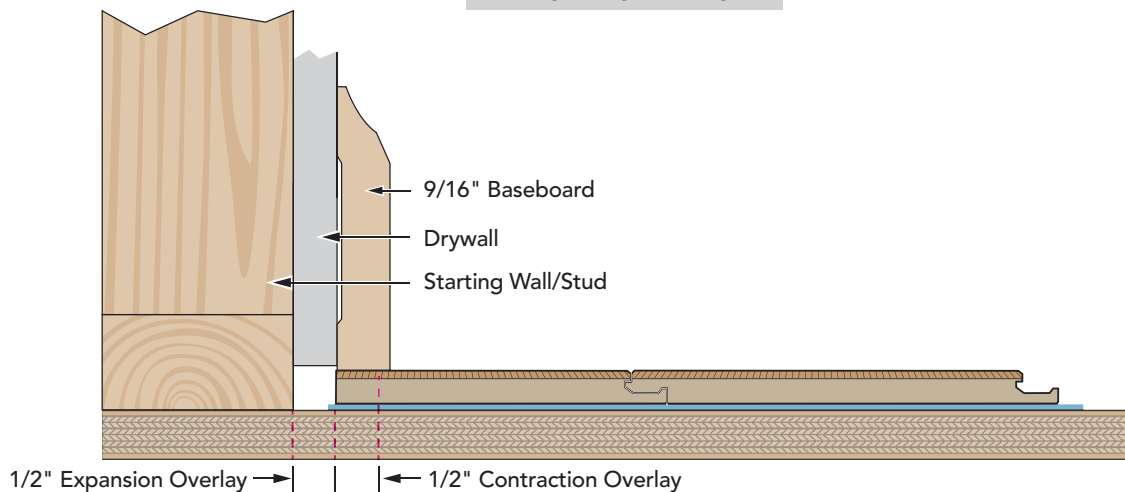 9/16" Baseboard
Drywall
Starting Wall/Stud
1/2" Expansion Overlay
1/2" Contraction Overlay